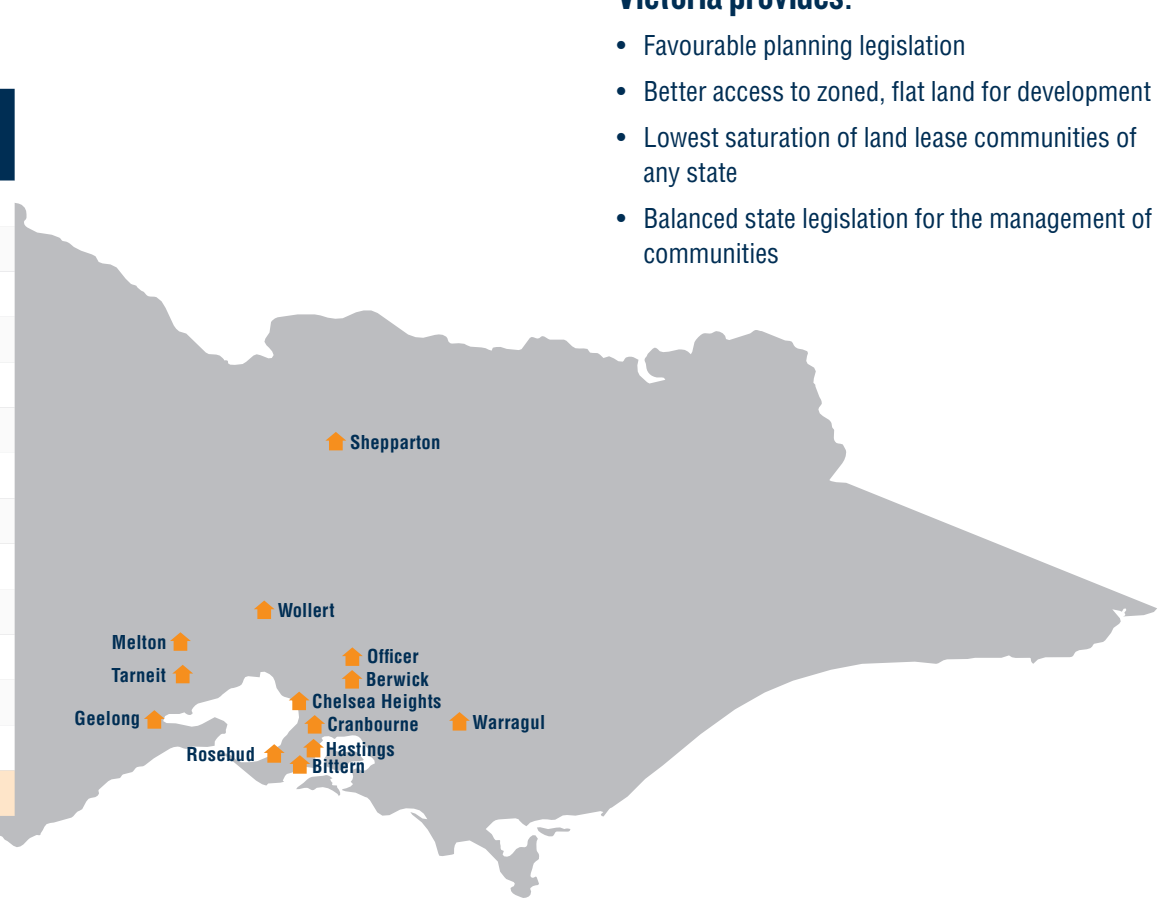 Victoria provides:
• Favourable planning legislation
• Better access to zoned, flat land for development
• Lowest saturation of land lease communities of
any state
• Balanced state legislation for the management of
communities
Shepparton
Wollert
Melton
Officer
Tarneit
Berwick
Chelsea Heights
Geelong
Cranbourne
Warragul
Hastings
Rosebud
Bittern